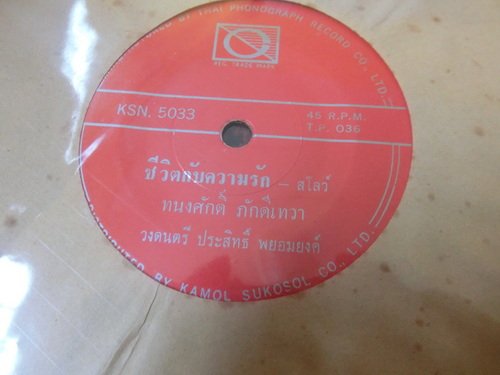 BY THAI PHONOGRAPH RECORD CO., LTD.
REG. TRADE MARK
KSN. 5033
45 R.P.M.
T.P. 036
ชีวิตกับความรัก – สโลว์
ทนงศักดิ์ ภักดีเทวา
วงดนตรี ประสิทธิ์ พยอมยงค์
DISTRIBUTED BY KAMOL SUKOSOL CO., LTD.